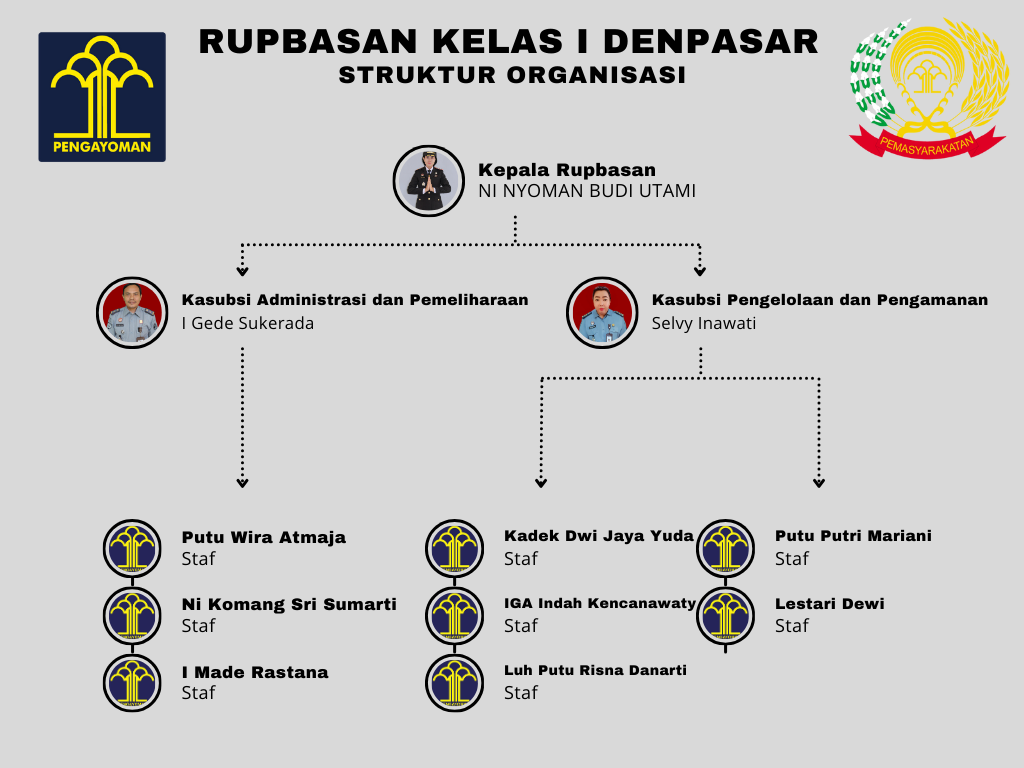 RUPBASAN KELAS I DENPASAR
STRUKTUR ORGANISASI
PENGAYOMAN
PEMASYARAKATAN
Kepala Rupbasan
NI NYOMAN BUDI UTAMI
Kasubsi Administrasi dan Pemeliharaan
I Gede Sukerada
Kasubsi Pengelolaan dan Pengamanan
Selvy Inawati
Putu Wira Atmaja
Staf
Ni Komang Sri Sumarti
Staf
I Made Rastana
Staf
Kadek Dwi Jaya Yuda
Staf
IGA Indah Kencanawaty
Staf
Luh Putu Risna Danarti
Staf
Putu Putri Mariani
Staf
Lestari Dewi
Staf